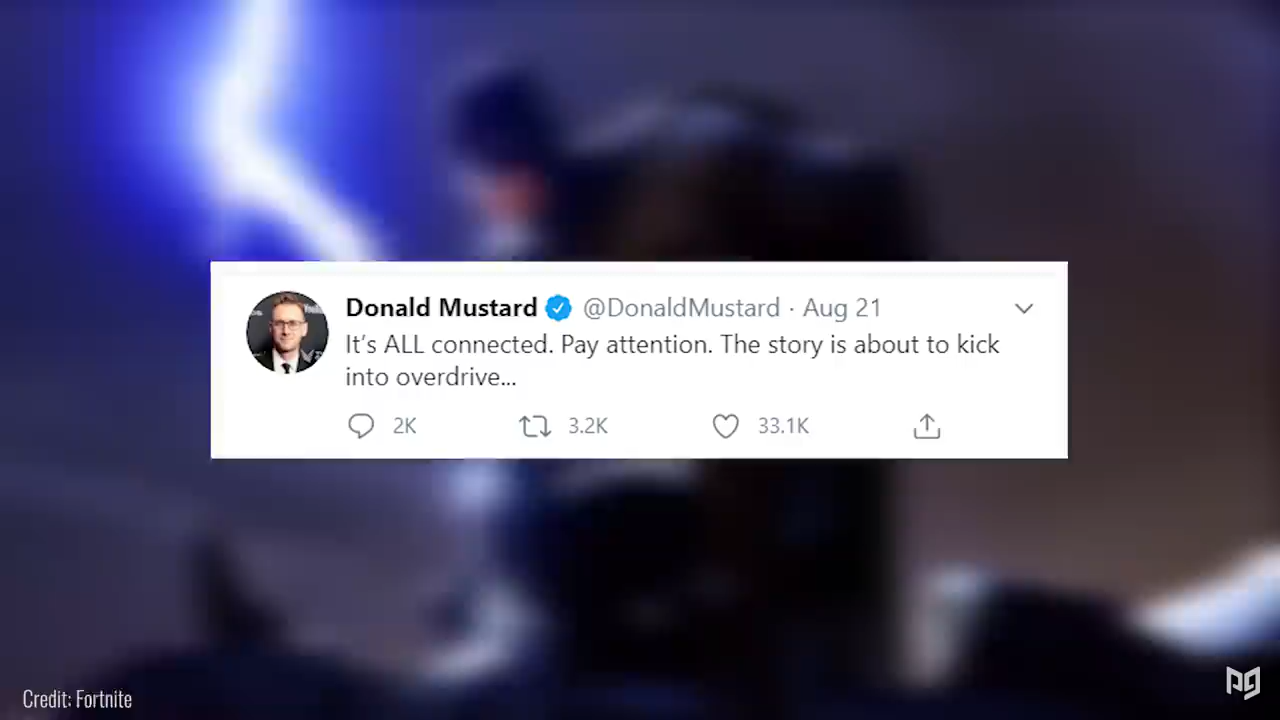 Donald Mustard @DonaldMustard · Aug 21
It's ALL connected. Pay attention. The story is about to kick
into overdrive...
2K 3.2K 33.1K
Credit: Fortnite